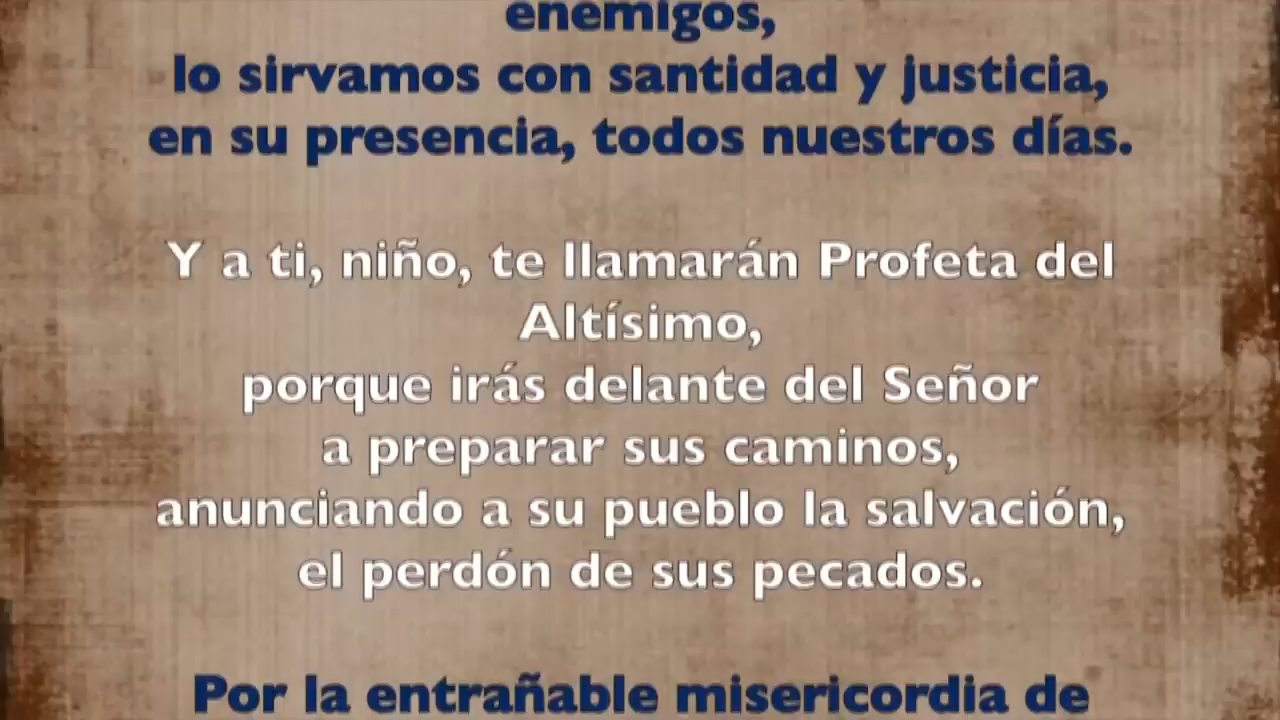 enemigos,
lo sirvamos con santidad y justicia,
en su presencia, todos nuestros días.
Y a ti, niño, te llamarán Profeta del
Altísimo,
porque irás delante del Señor
a preparar sus caminos,
anunciando a su pueblo la salvación,
el perdón de sus pecados.
Por la entrañable misericordia de